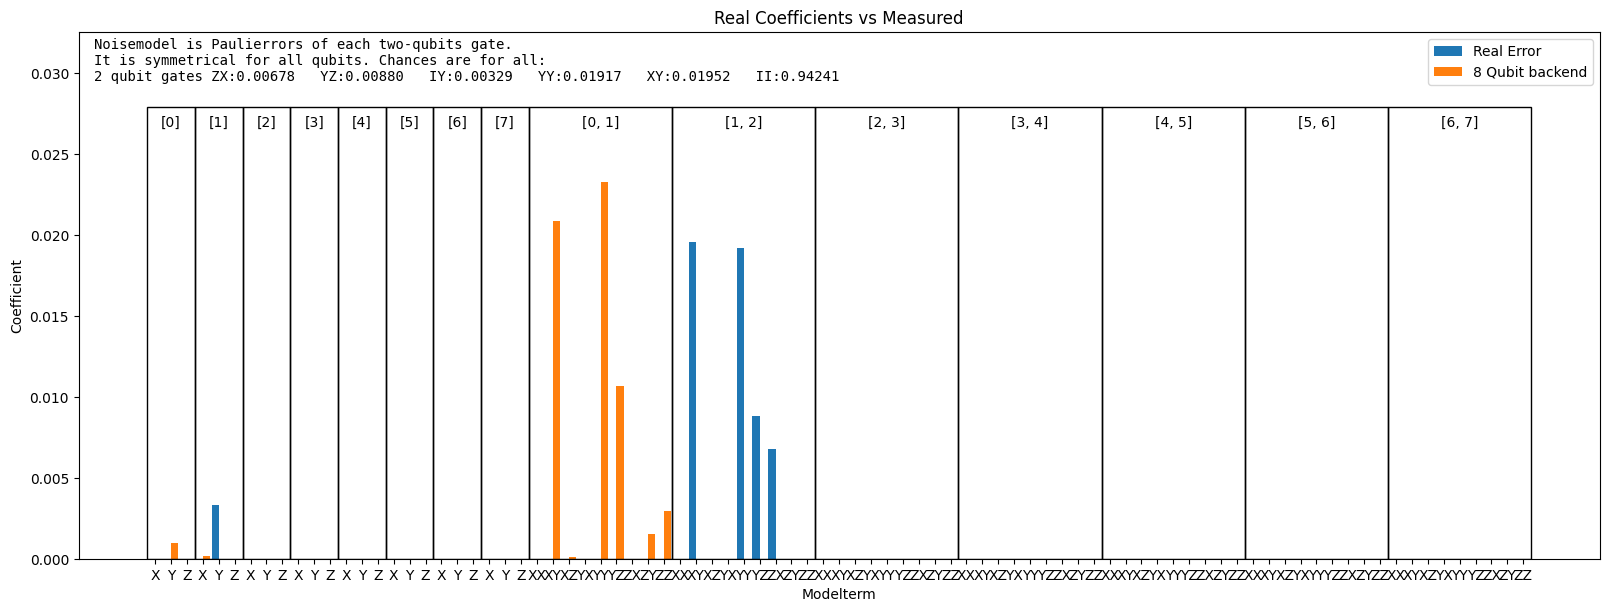 Real Coefficients vs Measured
Noisemodel is Paulierrors of each two-qubits gate.
It is symmetrical for all qubits. Chances are for all:
2 qubit gates ZX:0.00678 YZ:0.00880 IY:0.00329 YY:0.01917 XY:0.01952 II:0.94241
Real Error
8 Qubit backend
0.030
0.025
0.020
0.015
0.010
0.005
0.000
Coefficient
[0] [1] [2] [3] [4] [5] [6] [7] [0, 1] [1, 2] [2, 3] [3, 4] [4, 5] [5, 6] [6, 7]
X Y Z X Y Z X Y Z X Y Z X Y Z X Y Z X Y Z X Y Z XXXYXZYXYYYZZXZYZZXXXYXZYXYYYZZXZYZZXXXYXZYXYYYZZXZYZZXXXYXZYXYYYZZXZYZZXXXYXZYXYYYZZXZYZZXXXYXZYXYYYZZXZYZZXXXYXZYXYYYZZXZYZZ
Modelterm